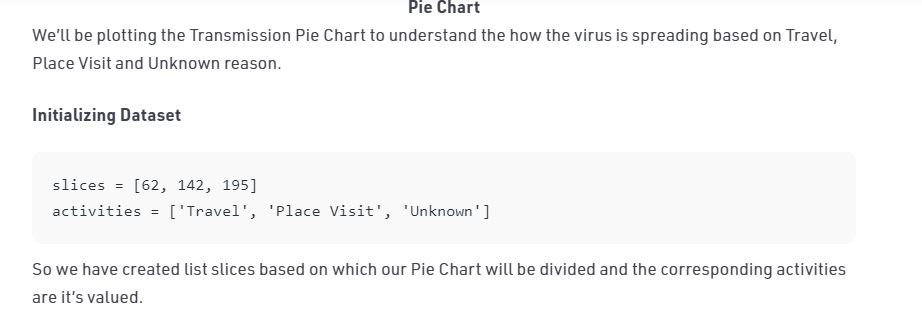 Pie Chart
We'll be plotting the Transmission Pie Chart to understand the how the virus is spreading based on Travel,
Place Visit and Unknown reason.
Initializing Dataset
slices = [62, 142, 195]
activities = ['Travel', 'Place Visit', 'Unknown']
So we have created list slices based on which our Pie Chart will be divided and the corresponding activities
are it's valued.